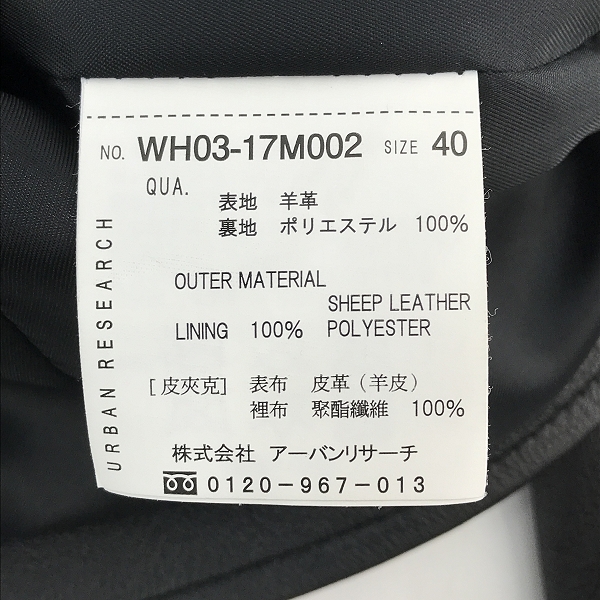 NO. WH03-17M002 SIZE 40
QUA.
表地 羊革
裏地 ポリエステル 100%
OUTER MATERIAL
SHEEP LEATHER
LINING 100% POLYESTER
[皮夾克] 表布 皮革(羊皮)
裡布 聚酯纖維 100%
株式会社 アーバンリサーチ
0120-967-013
URBAN RESEARCH